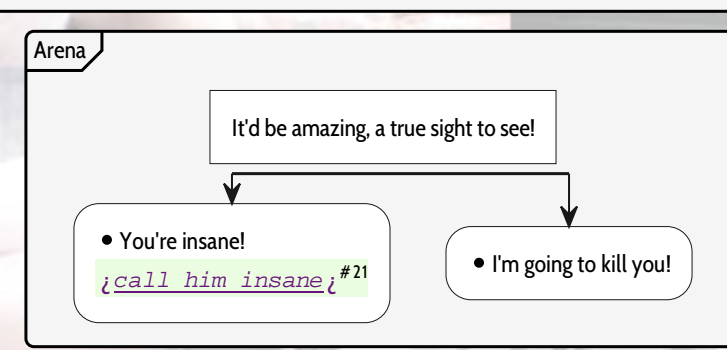 Arena
It'd be amazing, a true sight to see!
• You're insane!
¿call him insane¿#21
• I'm going to kill you!